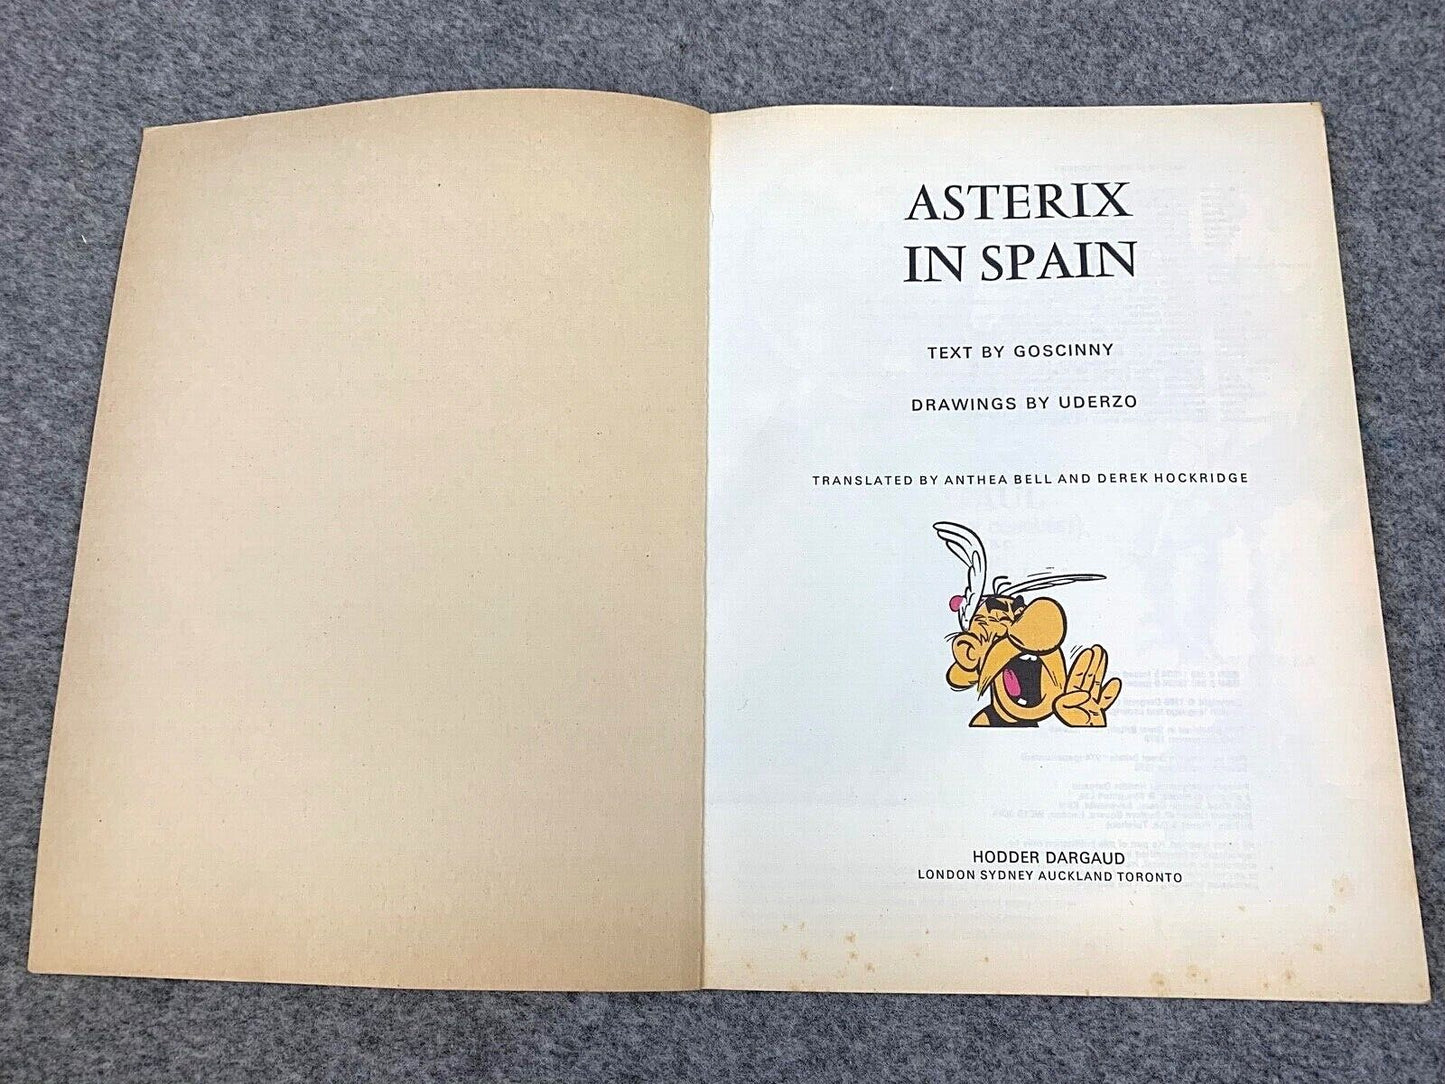 ASTERIX
IN SPAIN
TEXT BY GOSCINNY
DRAWINGS BY UDERZO
TRANSLATED BY ANTHEA BELL AND DEREK HOCKRIDGE
HODDER DARGAUD
LONDON SYDNEY AUCKLAND TORONTO